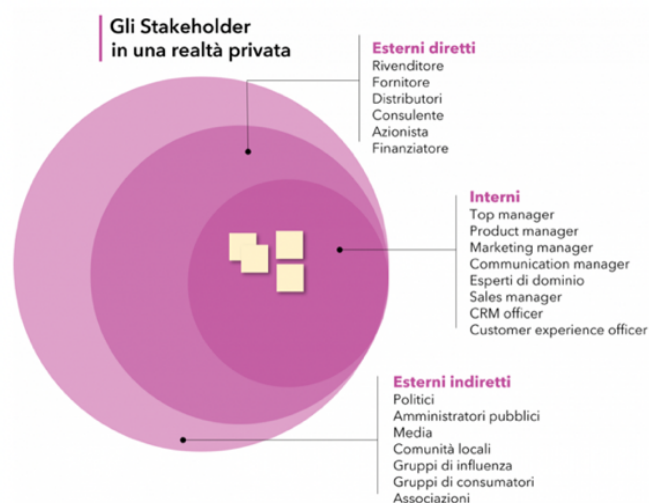 Gli Stakeholder
in una realtà privata
Esterni diretti
Rivenditore
Fornitore
Distributori
Consulente
Azionista
Finanziatore
Interni
Top manager
Product manager
Marketing manager
Communication manager
Esperti di dominio
Sales manager
CRM officer
Customer experience officer
Esterni indiretti
Politici
Amministratori pubblici
Media
Comunità locali
Gruppi di influenza
Gruppi di consumatori
Associazioni